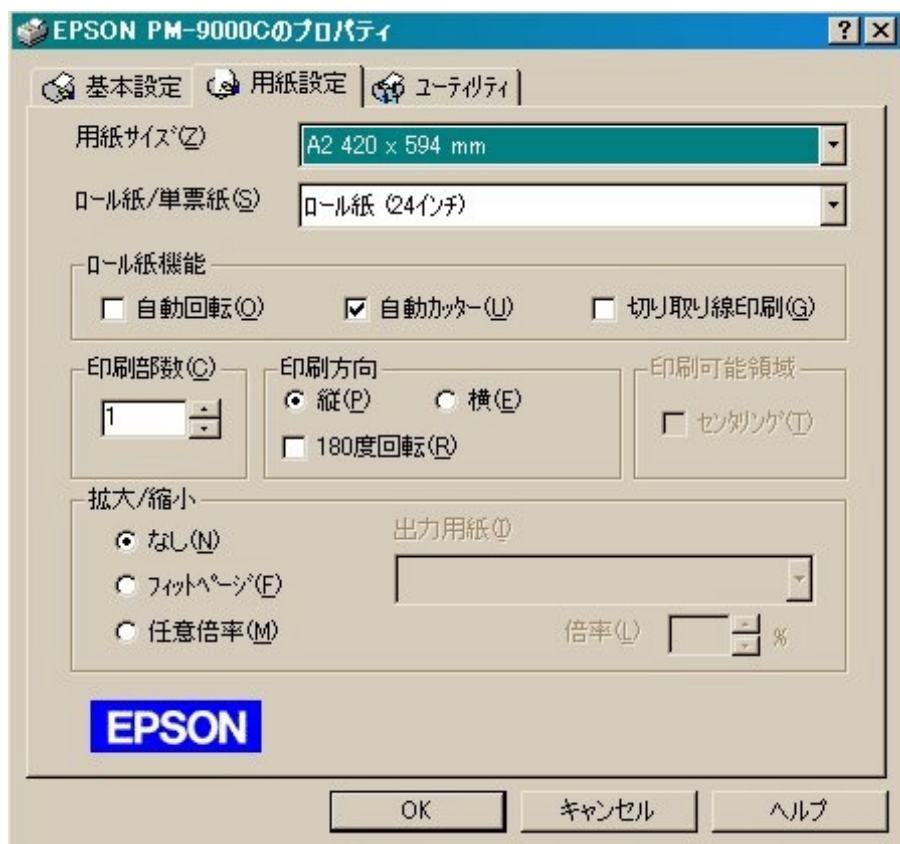 EPSON PM-9000Cのプロパティ
基本設定 用紙設定 ユーティリティ
用紙サイズ(Z) A2 420 x 594 mm
ロール紙/単票紙(S) ロール紙 (24インチ)
ロール紙機能
自動回転(O) 自動カッター(U) 切り取り線印刷(G)
印刷部数(C) 印刷方向 印刷可能領域
1 縦(P) 横(E) センタリング(T)
180度回転(R)
拡大/縮小
なし(N) 出力用紙(I)
フィットページ(F)
任意倍率(M) 倍率(L) %
EPSON
OK キャンセル ヘルプ